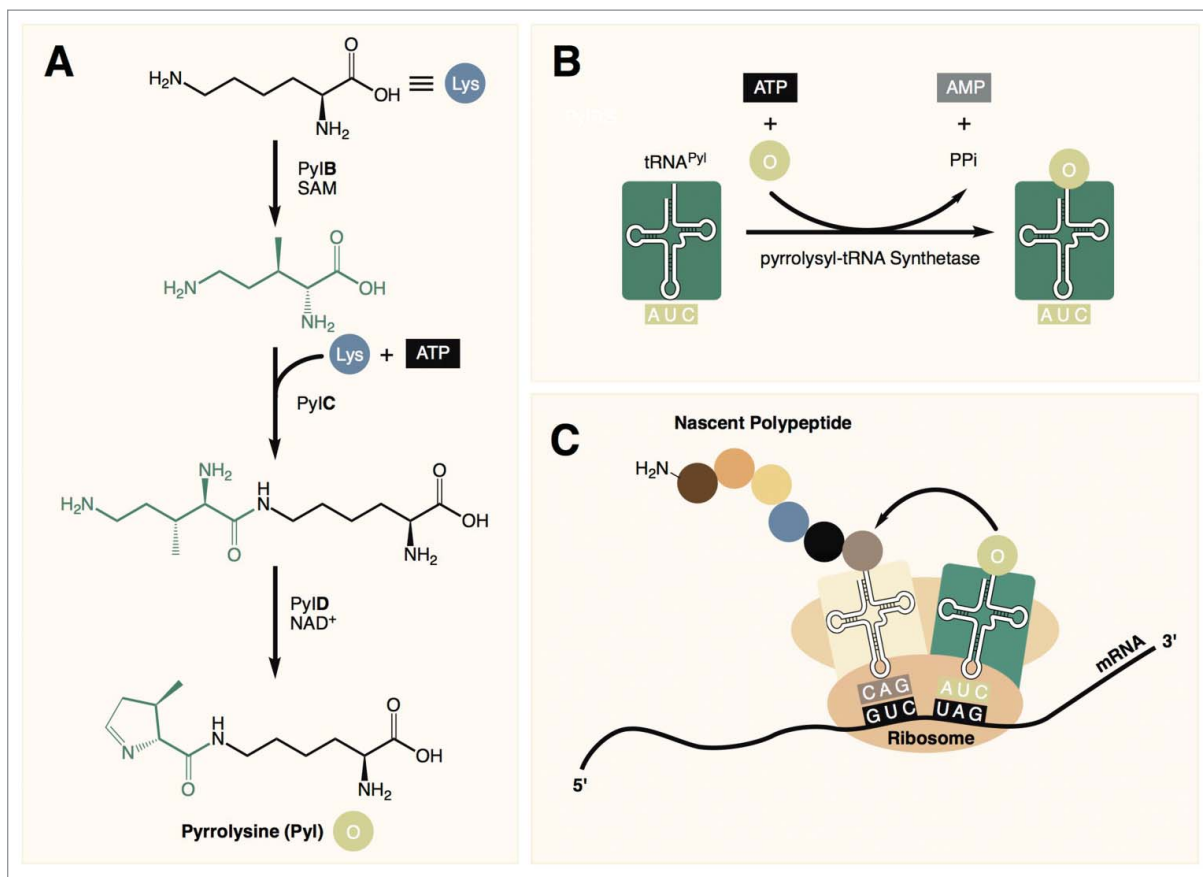 A
H₂N
O
OH
NH₂
≡
Lys
PylB
SAM
H₂N
O
OH
NH₂
Lys + ATP
PylC
NH₂
H₂N
O
H
N
O
OH
NH₂
PylD
NAD⁺
N
O
H
N
O
OH
NH₂
Pyrrolysine (Pyl) O
B
ATP
+
O
AMP
+
PPi
tRNAPyl
pyrrolysyl-tRNA Synthetase
AUC
O
AUC
C
Nascent Polypeptide
H₂N
O
CAG
AUC
GUC
UAG
Ribosome
mRNA
3'
5'